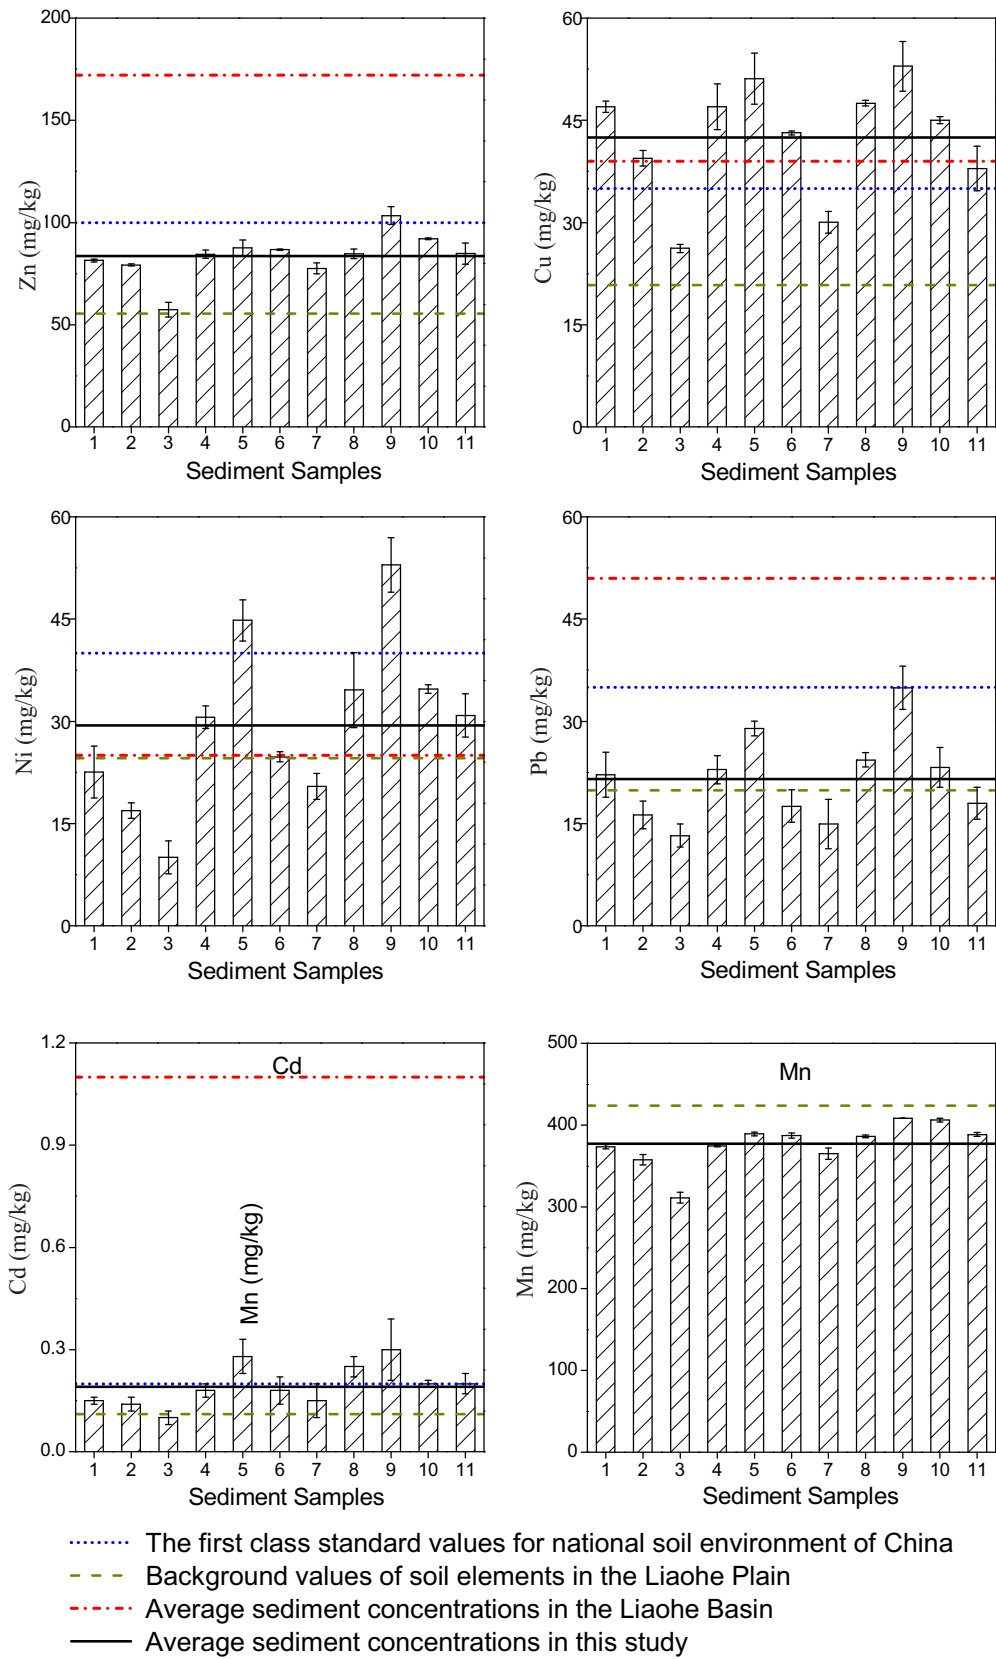 200
150
100
50
0
Zn (mg/kg)
1 2 3 4 5 6 7 8 9 10 11
Sediment Samples
60
45
30
15
0
Cu (mg/kg)
1 2 3 4 5 6 7 8 9 10 11
Sediment Samples
60
45
30
15
0
Ni (mg/kg)
1 2 3 4 5 6 7 8 9 10 11
Sediment Samples
60
45
30
15
0
Pb (mg/kg)
1 2 3 4 5 6 7 8 9 10 11
Sediment Samples
1.2
0.9
0.6
0.3
0.0
Cd (mg/kg)
Cd
Mn (mg/kg)
1 2 3 4 5 6 7 8 9 10 11
Sediment Samples
500
400
300
200
100
0
Mn (mg/kg)
Mn
1 2 3 4 5 6 7 8 9 10 11
Sediment Samples
The first class standard values for national soil environment of China
Background values of soil elements in the Liaohe Plain
Average sediment concentrations in the Liaohe Basin
Average sediment concentrations in this study